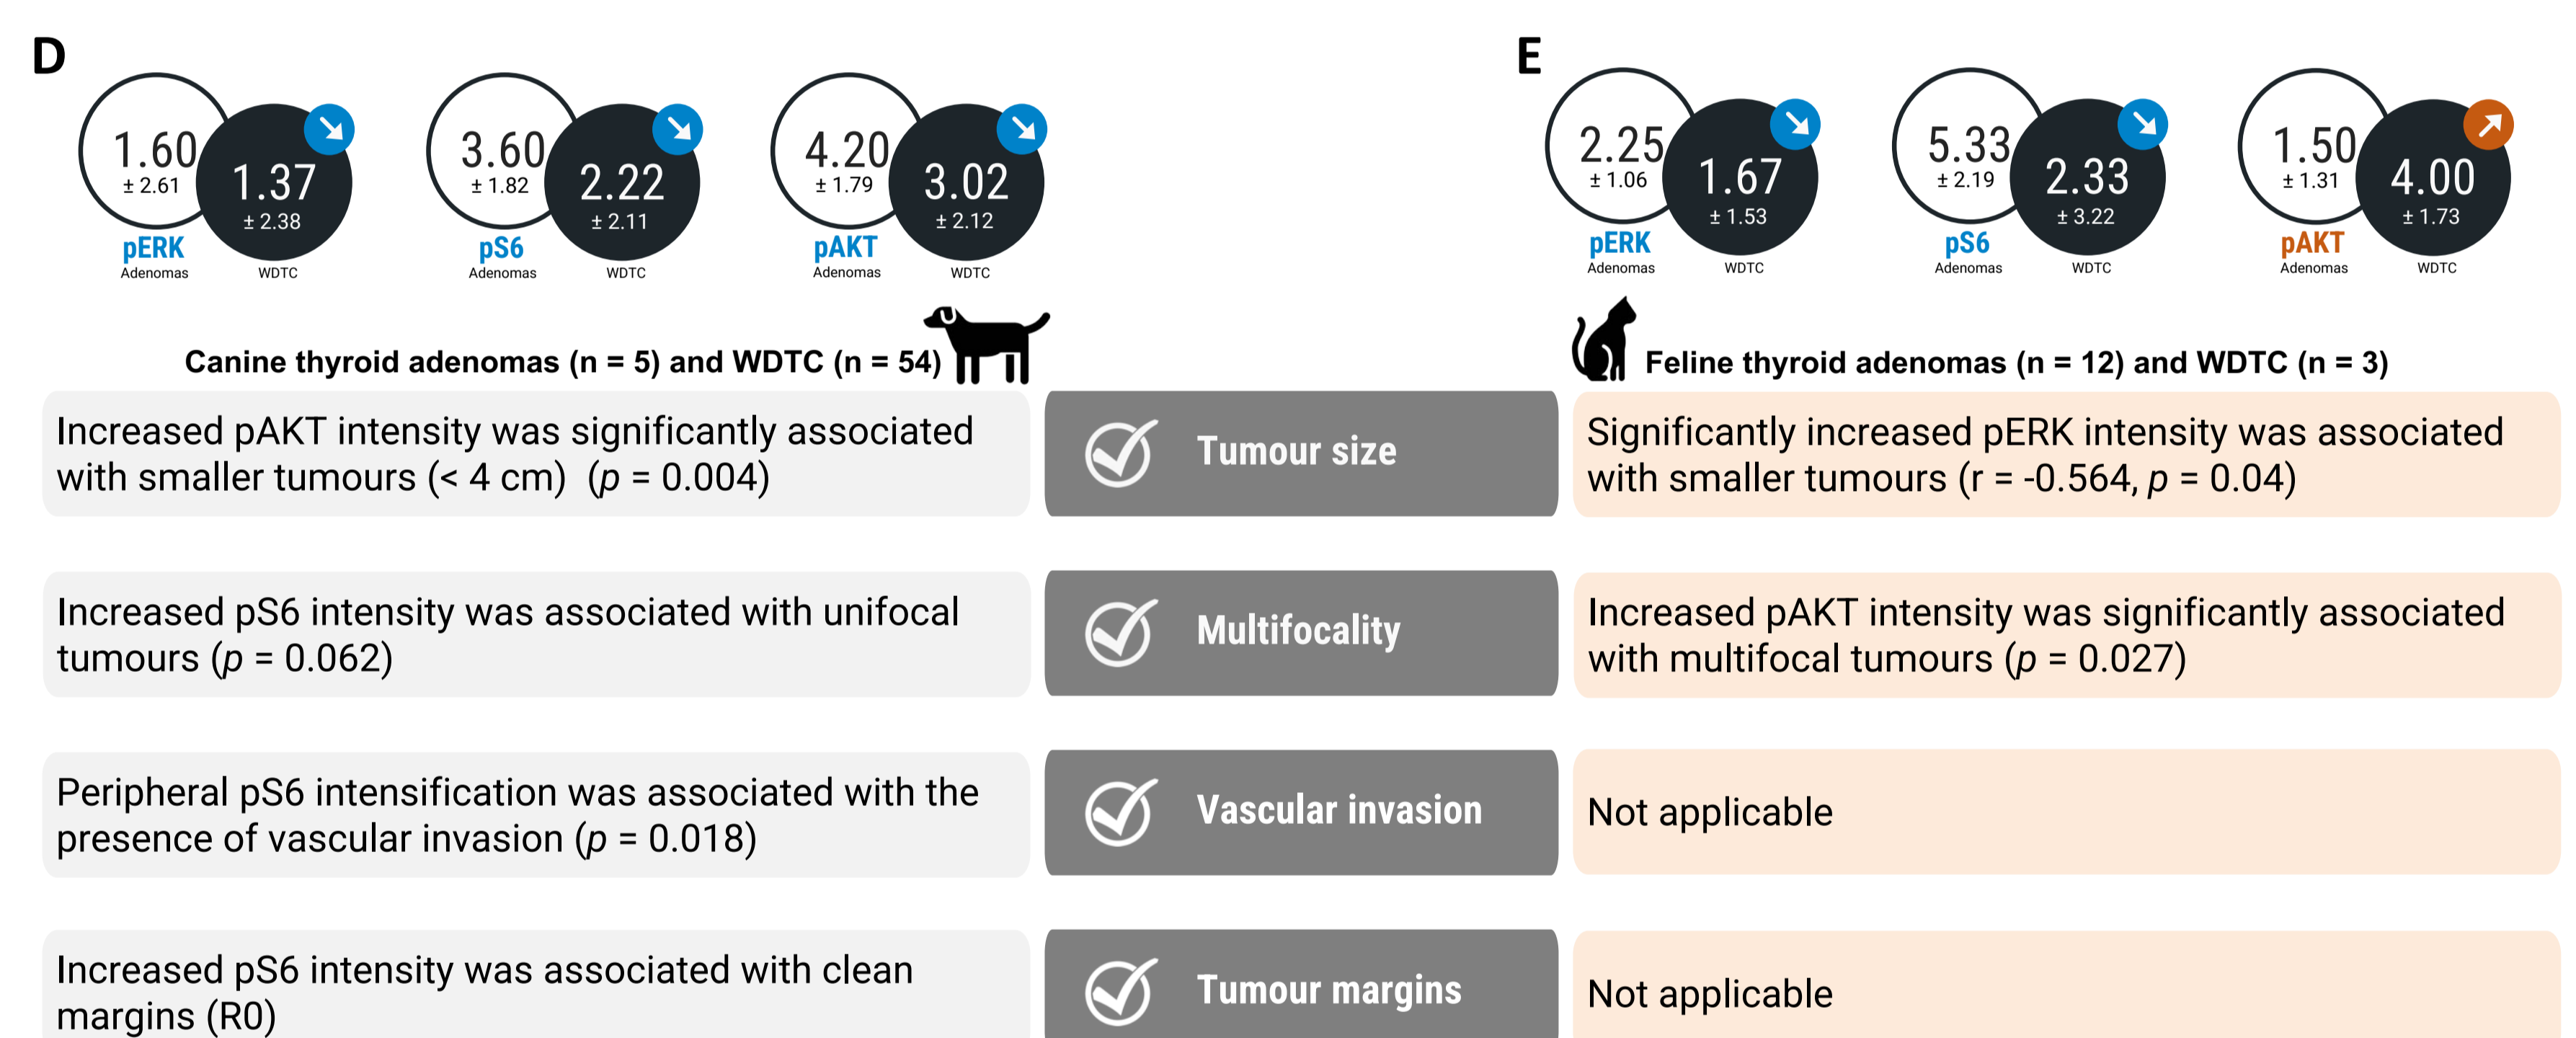 D
1.60
± 2.61
1.37
± 2.38
pERK
Adenomas
WDTC
3.60
± 1.82
2.22
± 2.11
pS6
Adenomas
WDTC
4.20
± 1.79
3.02
± 2.12
pAKT
Adenomas
WDTC
Canine thyroid adenomas (n = 5) and WDTC (n = 54)
E
2.25
± 1.06
1.67
± 1.53
pERK
Adenomas
WDTC
5.33
± 2.19
2.33
± 3.22
pS6
Adenomas
WDTC
1.50
± 1.31
4.00
± 1.73
pAKT
Adenomas
WDTC
Feline thyroid adenomas (n = 12) and WDTC (n = 3)
Increased pAKT intensity was significantly associated
with smaller tumours (< 4 cm) (p = 0.004)
Tumour size
Significantly increased pERK intensity was associated
with smaller tumours (r = -0.564, p = 0.04)
Increased pS6 intensity was associated with unifocal
tumours (p = 0.062)
Multifocality
Increased pAKT intensity was significantly associated
with multifocal tumours (p = 0.027)
Peripheral pS6 intensification was associated with the
presence of vascular invasion (p = 0.018)
Vascular invasion
Not applicable
Increased pS6 intensity was associated with clean
margins (R0)
Tumour margins
Not applicable